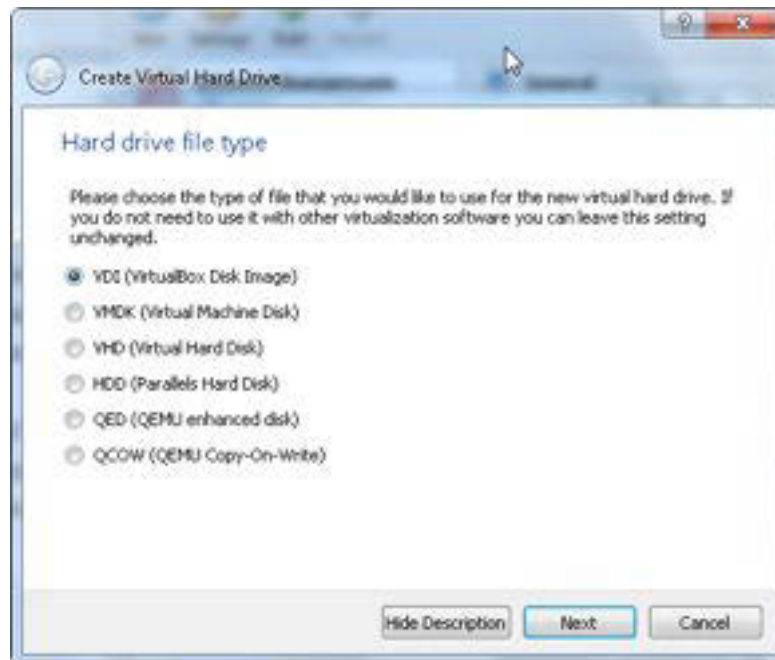 Create Virtual Hard Drive
Hard drive file type
Please choose the type of file that you would like to use for the new virtual hard drive. If
you do not need to use it with other virtualization software you can leave this setting
unchanged.
VDI (VirtualBox Disk Image)
VMDK (Virtual Machine Disk)
VHD (Virtual Hard Disk)
HDD (Parallels Hard Disk)
QED (QEMU enhanced disk)
QCOW (QEMU Copy-On-Write)
Hide Description
Next
Cancel